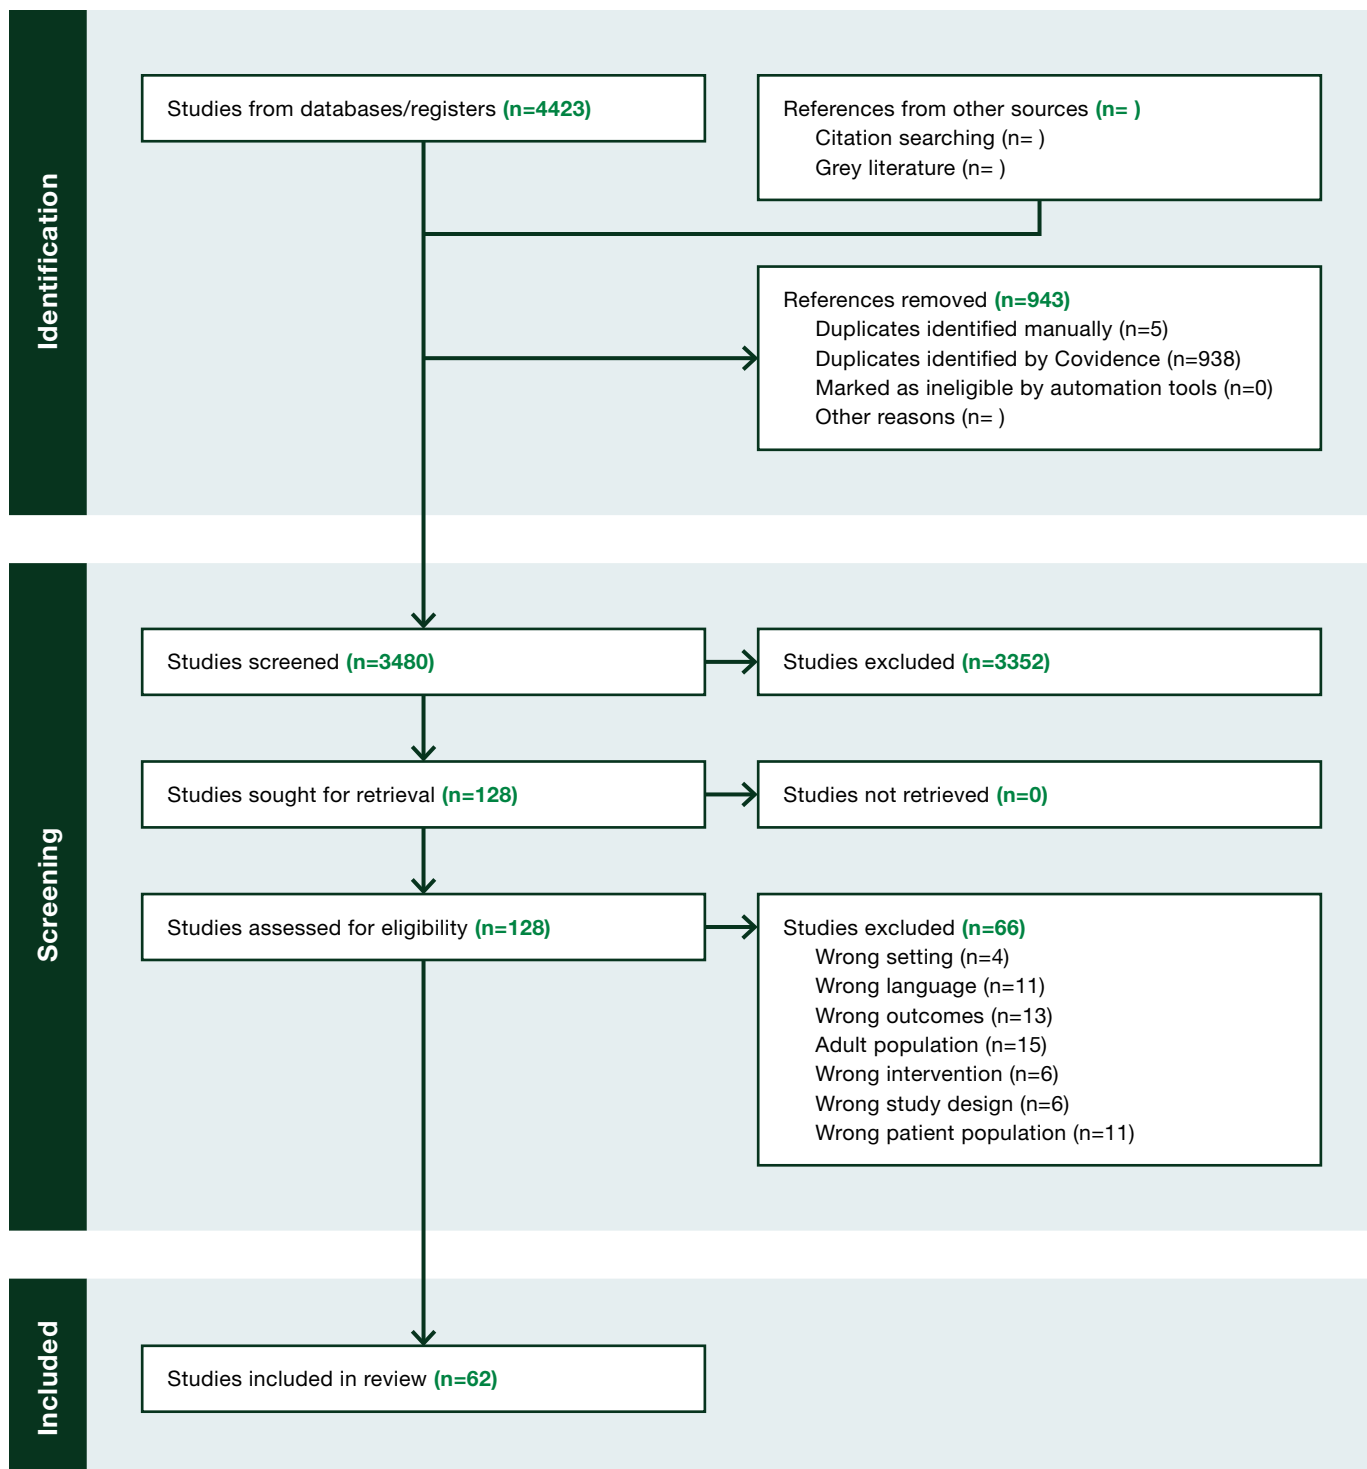 Identification
Studies from databases/registers (n=4423)
References from other sources (n= )
Citation searching (n= )
Grey literature (n= )
References removed (n=943)
Duplicates identified manually (n=5)
Duplicates identified by Covidence (n=938)
Marked as ineligible by automation tools (n=0)
Other reasons (n= )
Screening
Studies screened (n=3480)
Studies excluded (n=3352)
Studies sought for retrieval (n=128)
Studies not retrieved (n=0)
Studies assessed for eligibility (n=128)
Studies excluded (n=66)
Wrong setting (n=4)
Wrong language (n=11)
Wrong outcomes (n=13)
Adult population (n=15)
Wrong intervention (n=6)
Wrong study design (n=6)
Wrong patient population (n=11)
Included
Studies included in review (n=62)